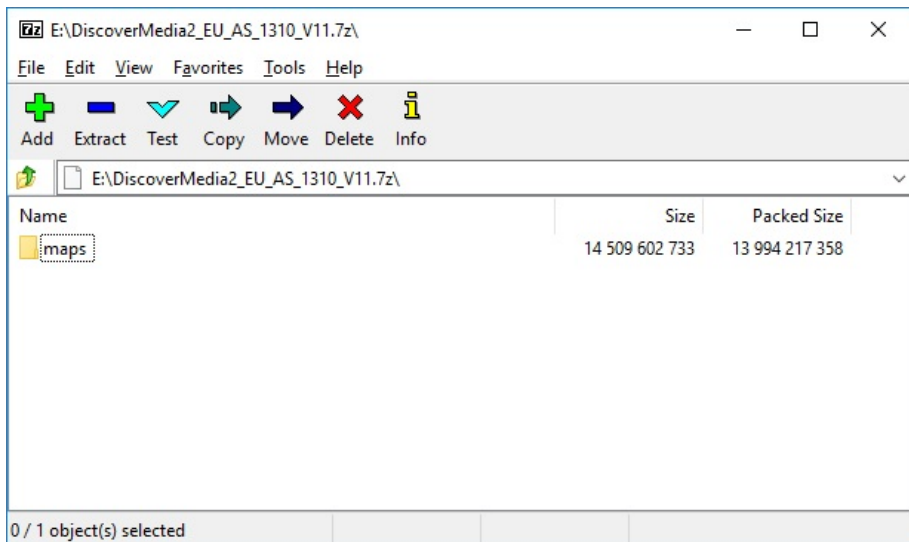 7z E:\DiscoverMedia2_EU_AS_1310_V11.7z\
File Edit View Favorites Tools Help
Add Extract Test Copy Move Delete Info
E:\DiscoverMedia2_EU_AS_1310_V11.7z\
Name Size Packed Size
maps 14 509 602 733 13 994 217 358
0 / 1 object(s) selected